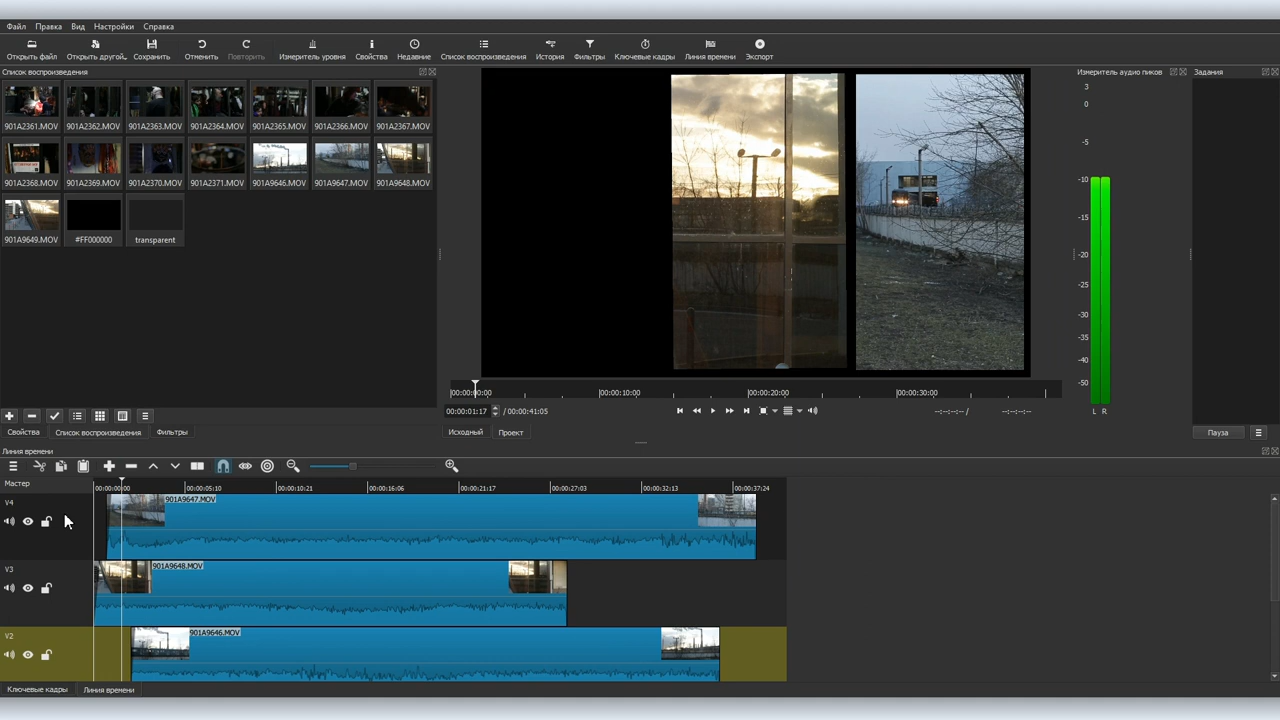 Файл Правка Вид Настройки Справка
Открыть файл Открыть другой.. Сохранить Отменить Повторить Измеритель уровня Свойства Недавние Список воспроизведения История Фильтры Ключевые кадры Линия времени Экспорт
Список воспроизведения
Измеритель аудио пиков
Задания
901A2361.MOV 901A2362.MOV 901A2363.MOV 901A2364.MOV 901A2365.MOV 901A2366.MOV 901A2367.MOV
901A2368.MOV 901A2369.MOV 901A2370.MOV 901A2371.MOV 901A9646.MOV 901A9647.MOV 901A9648.MOV
901A9649.MOV #FF000000 transparent
3
0
-5
-10
-15
-20
-25
-30
-35
-40
-50
L R
00:00:00:00 00:00:10:00 00:00:20:00 00:00:30:00
00:00:01:17 / 00:00:41:05 --:--:--:-- / --:--:--:--
Свойства Список воспроизведения Фильтры
Исходный Проект
Пауза
Линия времени
Мастер
00:00:00:00 00:00:05:10 00:00:10:21 00:00:16:06 00:00:21:17 00:00:27:03 00:00:32:13 00:00:37:24
V4
901A9647.MOV
V3
901A9648.MOV
V2
901A9646.MOV
Ключевые кадры Линия времени